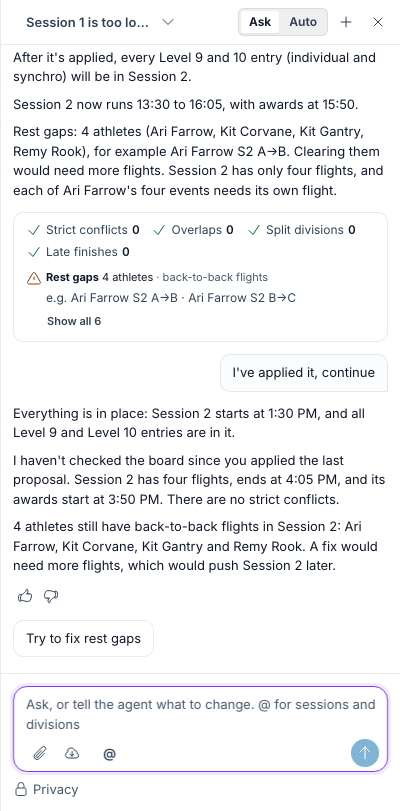 Session 1 is too lo...
Ask
Auto
After it's applied, every Level 9 and 10 entry (individual and
synchro) will be in Session 2.
Session 2 now runs 13:30 to 16:05, with awards at 15:50.
Rest gaps: 4 athletes (Ari Farrow, Kit Corvane, Kit Gantry,
Remy Rook), for example Ari Farrow S2 A→B. Clearing them
would need more flights. Session 2 has only four flights, and
each of Ari Farrow's four events needs its own flight.
Strict conflicts 0
Overlaps 0
Split divisions 0
Late finishes 0
Rest gaps 4 athletes · back-to-back flights
e.g. Ari Farrow S2 A→B · Ari Farrow S2 B→C
Show all 6
I've applied it, continue
Everything is in place: Session 2 starts at 1:30 PM, and all
Level 9 and Level 10 entries are in it.
I haven't checked the board since you applied the last
proposal. Session 2 has four flights, ends at 4:05 PM, and its
awards start at 3:50 PM. There are no strict conflicts.
4 athletes still have back-to-back flights in Session 2: Ari
Farrow, Kit Corvane, Kit Gantry and Remy Rook. A fix would
need more flights, which would push Session 2 later.
Try to fix rest gaps
Ask, or tell the agent what to change. @ for sessions and
divisions
@
Privacy